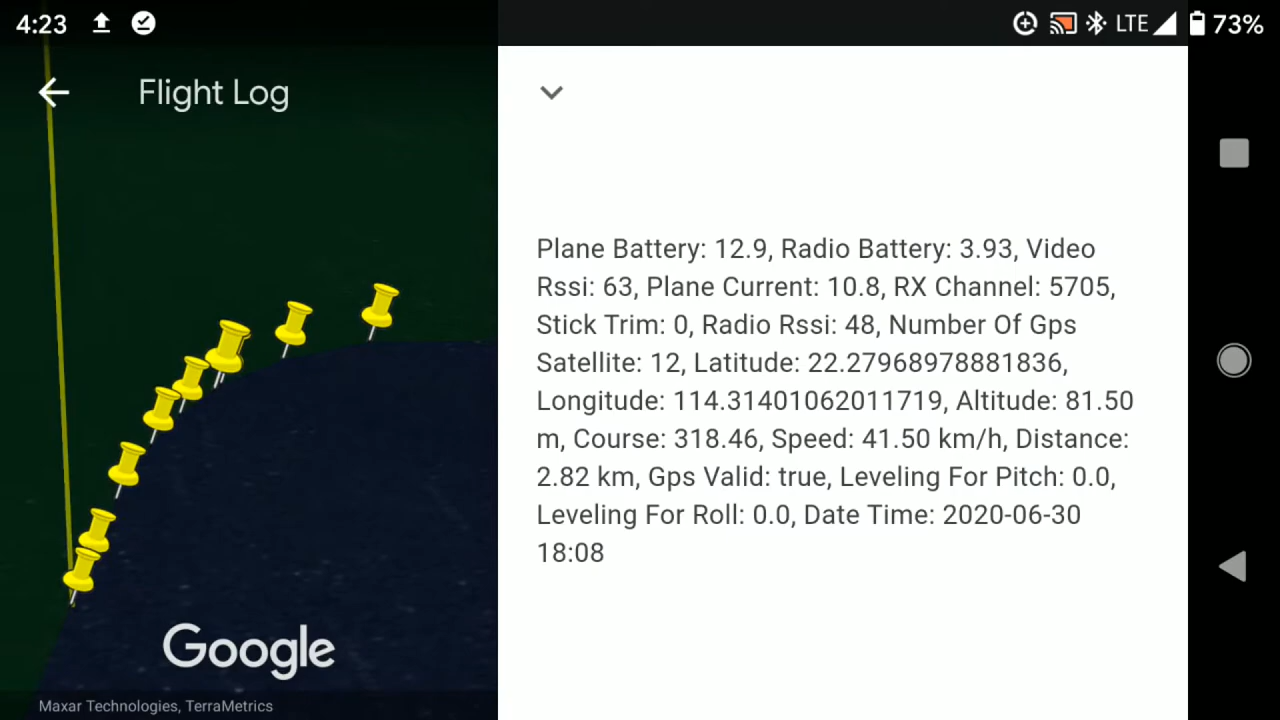 4:23
LTE
73%
Flight Log
Plane Battery: 12.9, Radio Battery: 3.93, Video
Rssi: 63, Plane Current: 10.8, RX Channel: 5705,
Stick Trim: 0, Radio Rssi: 48, Number Of Gps
Satellite: 12, Latitude: 22.27968978881836,
Longitude: 114.31401062011719, Altitude: 81.50
m, Course: 318.46, Speed: 41.50 km/h, Distance:
2.82 km, Gps Valid: true, Leveling For Pitch: 0.0,
Leveling For Roll: 0.0, Date Time: 2020-06-30
18:08
Google
Maxar Technologies, TerraMetrics